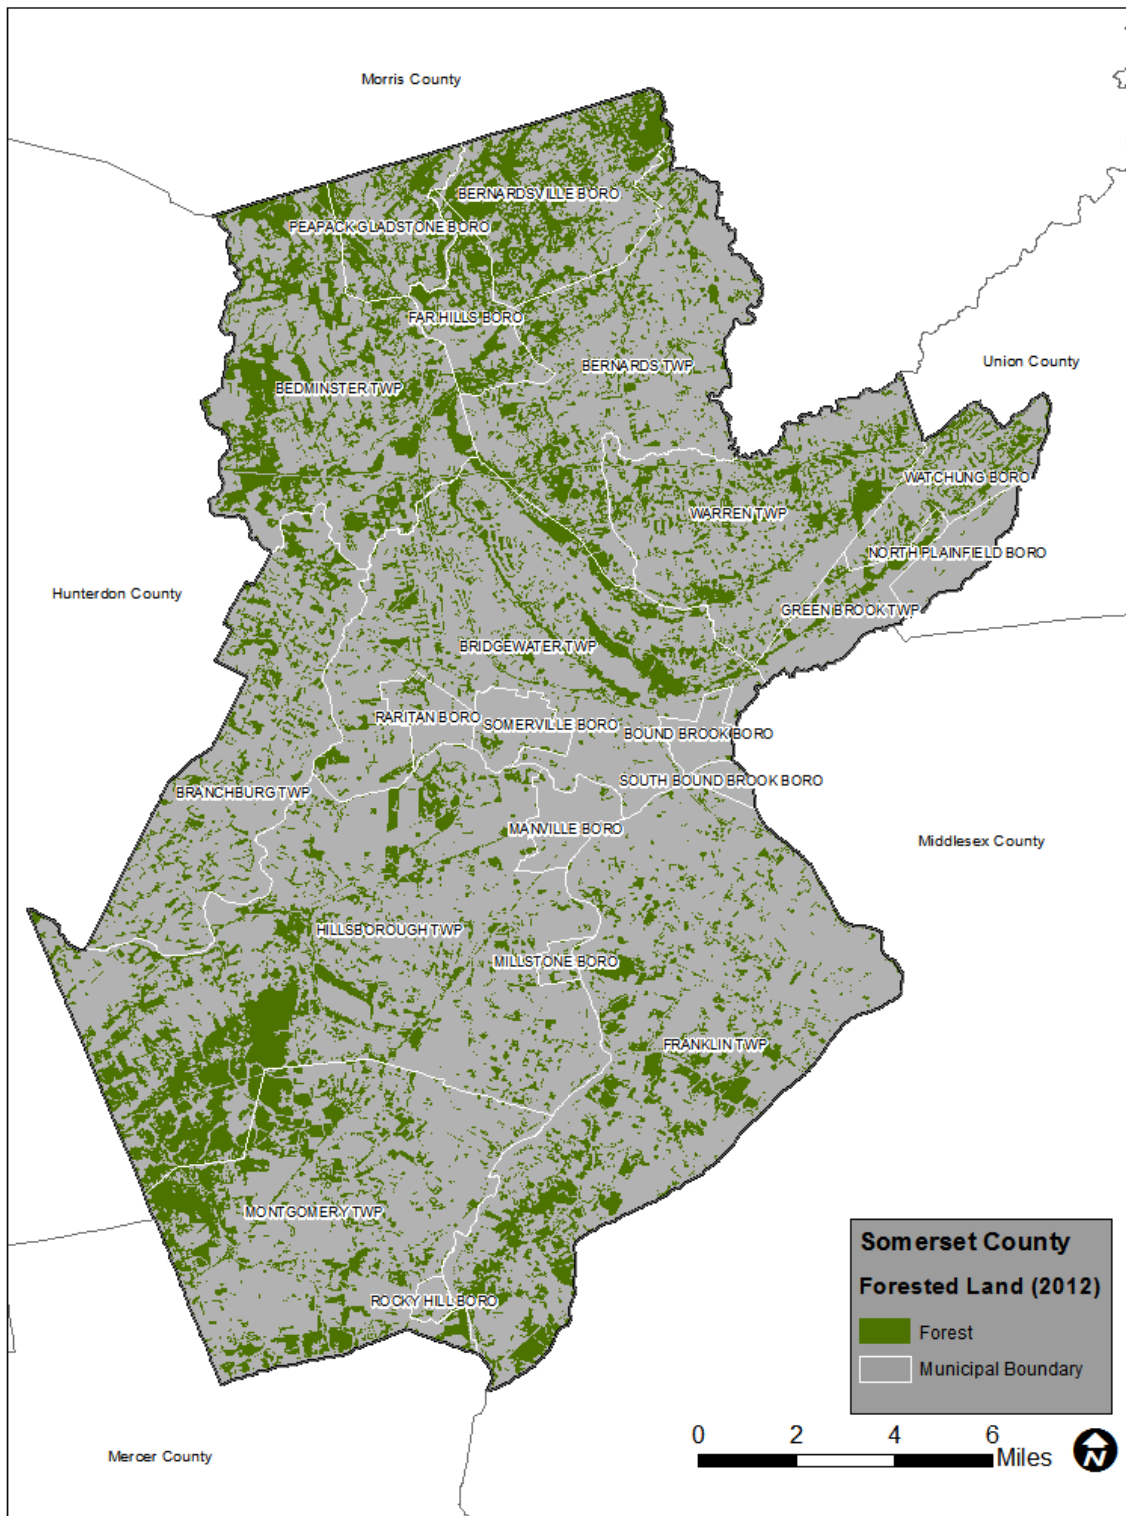 Morris County
BERNARDSVILLE BORO
PEAPACK GLADSTONE BORO
FAR HILLS BORO
Union County
BERNARDS TWP
BEDMINSTER TWP
WATCHUNG BORO
WARREN TWP
NORTH PLAINFIELD BORO
Hunterdon County
GREEN BROOK TWP
BRIDGEWATER TWP
RARITAN BORO
SOMERVILLE BORO
BOUND BROOK BORO
SOUTH BOUND BROOK BORO
BRANCHBURG TWP
MANVILLE BORO
Middlesex County
HILLSBOROUGH TWP
MILLSTONE BORO
FRANKLIN TWP
MONTGOMERY TWP
ROCKY HILL BORO
Mercer County
Somerset County
Forested Land (2012)
Forest
Municipal Boundary
0 2 4 6
Miles
N